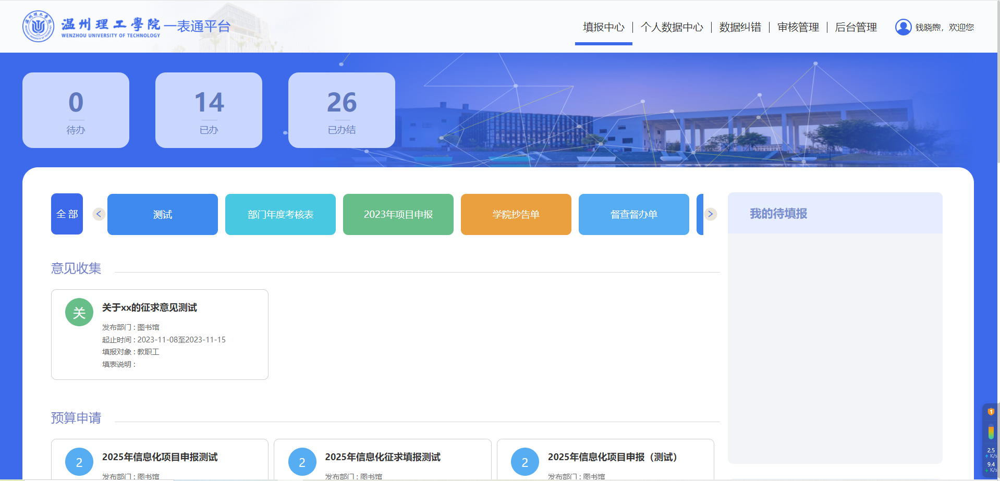 温州理工學院
WENZHOU UNIVERSITY OF TECHNOLOGY
一表通平台
填报中心
个人数据中心
数据纠错
审核管理
后台管理
钱晓煦，欢迎您
0
待办
14
已办
26
已办结
全部
测试
部门年度考核表
2023年项目申报
学院抄告单
督查督办单
我的待填报
意见收集
关
关于xx的征求意见测试
发布部门 : 图书馆
起止时间 : 2023-11-08至2023-11-15
填报对象 : 教职工
填表说明 :
预算申请
2
2025年信息化项目申报测试
发布部门 : 图书馆
2
2025年信息化征求填报测试
发布部门 : 图书馆
2
2025年信息化项目申报（测试）
发布部门 : 图书馆
1
2.5
K/s
9.4
K/s